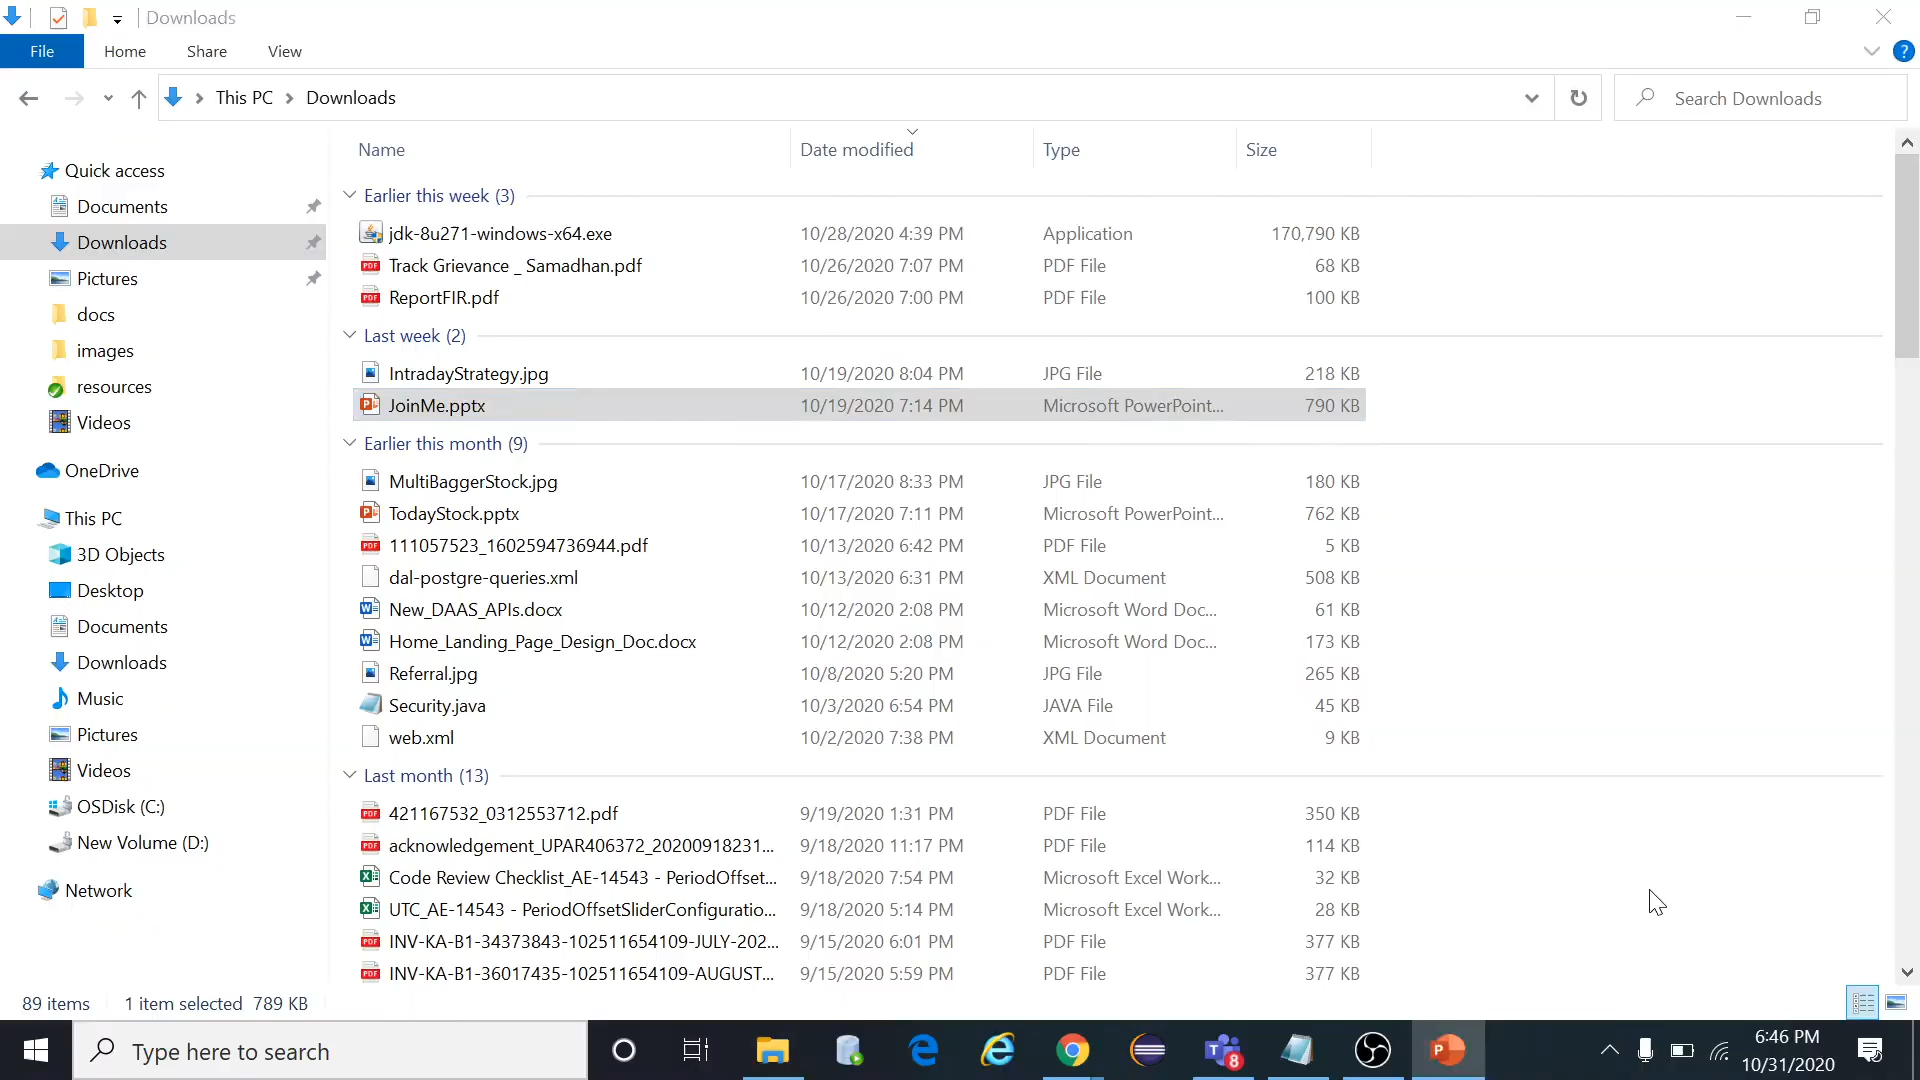 Downloads
File Home Share View
?
This PC Downloads
Search Downloads
Name Date modified Type Size
Quick access
Documents
Downloads
Pictures
docs
images
resources
Videos
OneDrive
This PC
3D Objects
Desktop
Documents
Downloads
Music
Pictures
Videos
OSDisk (C:)
New Volume (D:)
Network
Earlier this week (3)
jdk-8u271-windows-x64.exe 10/28/2020 4:39 PM Application 170,790 KB
Track Grievance _ Samadhan.pdf 10/26/2020 7:07 PM PDF File 68 KB
ReportFIR.pdf 10/26/2020 7:00 PM PDF File 100 KB
Last week (2)
IntradayStrategy.jpg 10/19/2020 8:04 PM JPG File 218 KB
JoinMe.pptx 10/19/2020 7:14 PM Microsoft PowerPoint... 790 KB
Earlier this month (9)
MultiBaggerStock.jpg 10/17/2020 8:33 PM JPG File 180 KB
TodayStock.pptx 10/17/2020 7:11 PM Microsoft PowerPoint... 762 KB
111057523_1602594736944.pdf 10/13/2020 6:42 PM PDF File 5 KB
dal-postgre-queries.xml 10/13/2020 6:31 PM XML Document 508 KB
New_DAAS_APIs.docx 10/12/2020 2:08 PM Microsoft Word Doc... 61 KB
Home_Landing_Page_Design_Doc.docx 10/12/2020 2:08 PM Microsoft Word Doc... 173 KB
Referral.jpg 10/8/2020 5:20 PM JPG File 265 KB
Security.java 10/3/2020 6:54 PM JAVA File 45 KB
web.xml 10/2/2020 7:38 PM XML Document 9 KB
Last month (13)
421167532_0312553712.pdf 9/19/2020 1:31 PM PDF File 350 KB
acknowledgement_UPAR406372_20200918231... 9/18/2020 11:17 PM PDF File 114 KB
Code Review Checklist_AE-14543 - PeriodOffset... 9/18/2020 7:54 PM Microsoft Excel Work... 32 KB
UTC_AE-14543 - PeriodOffsetSliderConfiguratio... 9/18/2020 5:14 PM Microsoft Excel Work... 28 KB
INV-KA-B1-34373843-102511654109-JULY-202... 9/15/2020 6:01 PM PDF File 377 KB
INV-KA-B1-36017435-102511654109-AUGUST... 9/15/2020 5:59 PM PDF File 377 KB
89 items 1 item selected 789 KB
Type here to search
8
6:46 PM
10/31/2020